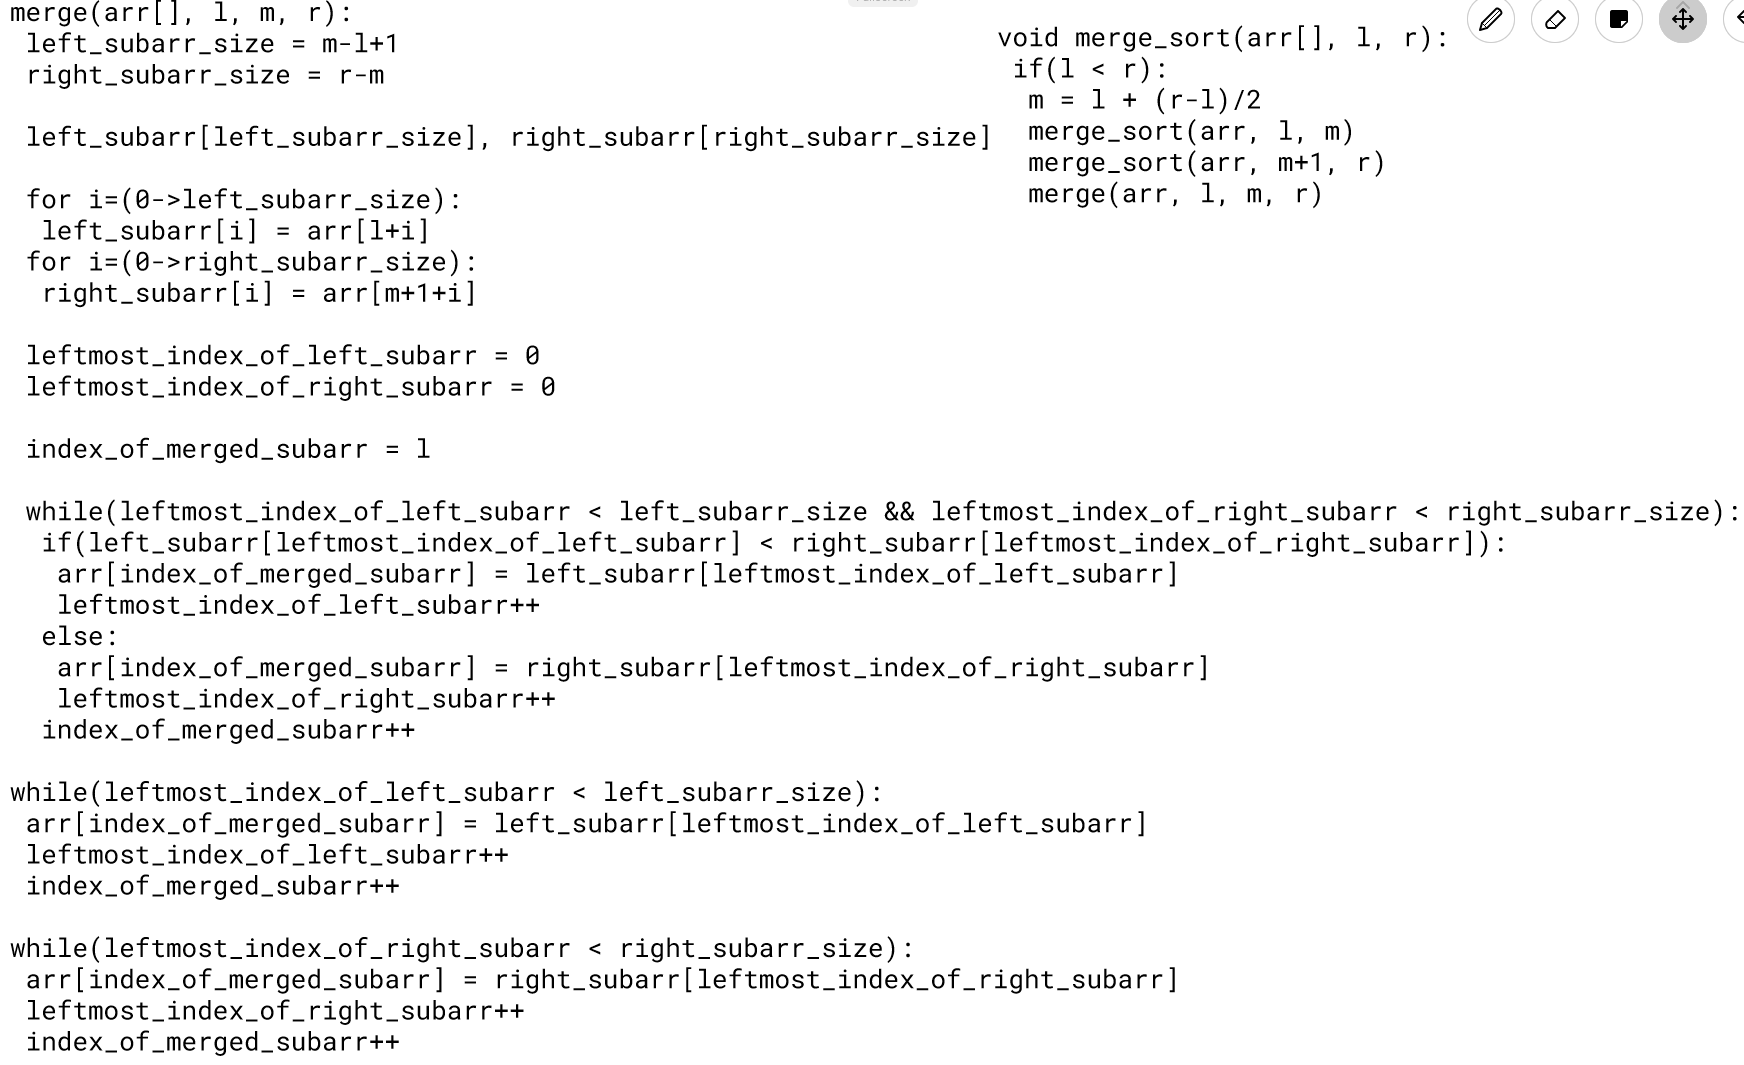 merge(arr[], l, m, r):
left_subarr_size = m-l+1
right_subarr_size = r-m
left_subarr[left_subarr_size], right_subarr[right_subarr_size]
for i=(0->left_subarr_size):
left_subarr[i] = arr[l+i]
for i=(0->right_subarr_size):
right_subarr[i] = arr[m+1+i]
leftmost_index_of_left_subarr = 0
leftmost_index_of_right_subarr = 0
index_of_merged_subarr = l
while(leftmost_index_of_left_subarr < left_subarr_size && leftmost_index_of_right_subarr < right_subarr_size):
if(left_subarr[leftmost_index_of_left_subarr] < right_subarr[leftmost_index_of_right_subarr]):
arr[index_of_merged_subarr] = left_subarr[leftmost_index_of_left_subarr]
leftmost_index_of_left_subarr++
else:
arr[index_of_merged_subarr] = right_subarr[leftmost_index_of_right_subarr]
leftmost_index_of_right_subarr++
index_of_merged_subarr++
while(leftmost_index_of_left_subarr < left_subarr_size):
arr[index_of_merged_subarr] = left_subarr[leftmost_index_of_left_subarr]
leftmost_index_of_left_subarr++
index_of_merged_subarr++
while(leftmost_index_of_right_subarr < right_subarr_size):
arr[index_of_merged_subarr] = right_subarr[leftmost_index_of_right_subarr]
leftmost_index_of_right_subarr++
index_of_merged_subarr++
void merge_sort(arr[], l, r):
if(l < r):
m = l + (r-l)/2
merge_sort(arr, l, m)
merge_sort(arr, m+1, r)
merge(arr, l, m, r)